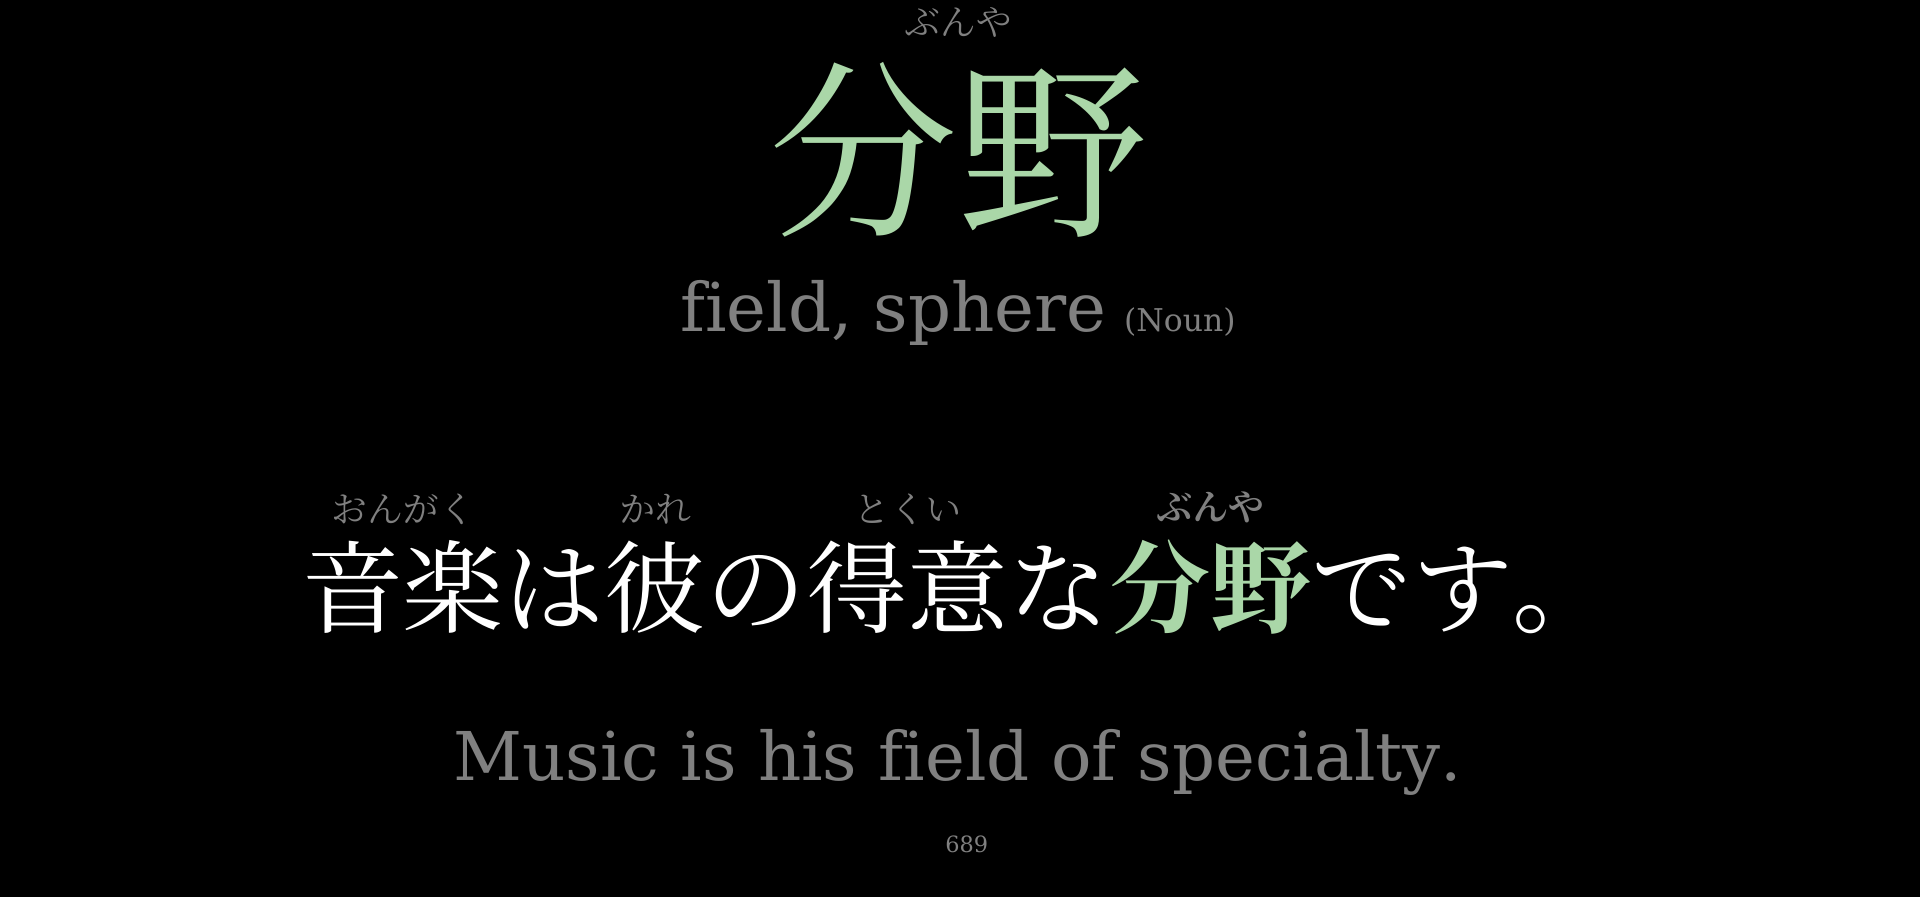 ぶんや
分野
field, sphere (Noun)
おんがく かれ とくい ぶんや
音楽は彼の得意な分野です。
Music is his field of specialty.
689